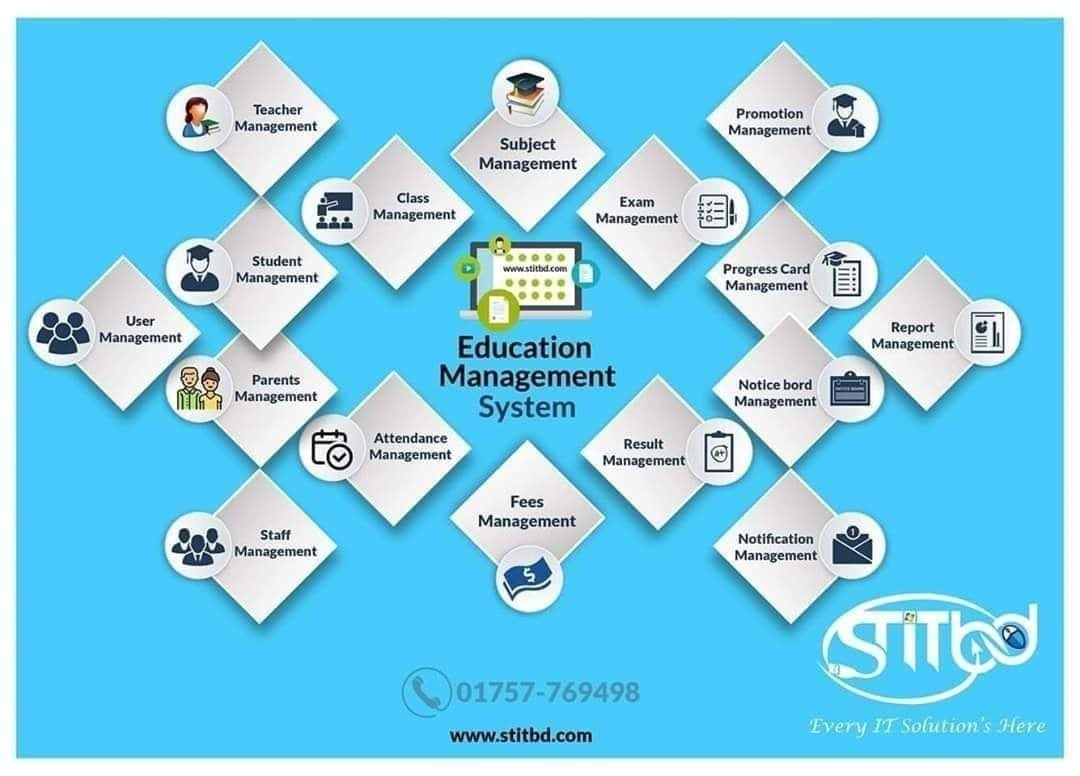 Teacher
Management
Subject
Management
Promotion
Management
Class
Management
Exam
Management
Student
Management
www.stitbd.com
Progress Card
Management
User
Management
Report
Management
Education
Management
System
Parents
Management
Notice bord
Management
NOTICE BOARD
Attendance
Management
Result
Management
A+
Fees
Management
Staff
Management
Notification
Management
1
$
STITbd
Every IT Solution's Here
01757-769498
www.stitbd.com